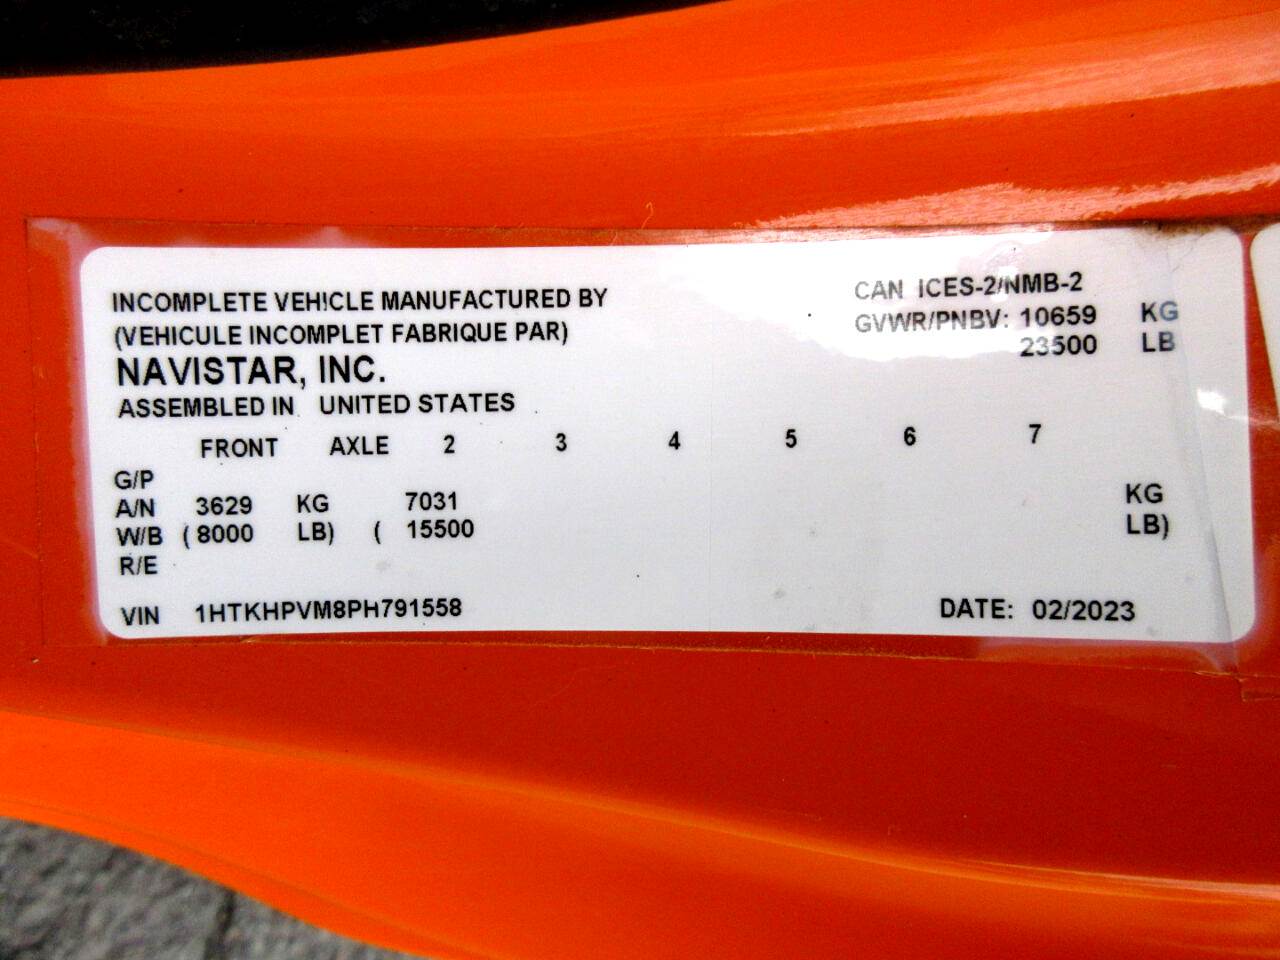 INCOMPLETE VEHICLE MANUFACTURED BY
(VEHICULE INCOMPLET FABRIQUE PAR)
NAVISTAR, INC.
ASSEMBLED IN UNITED STATES
CAN ICES-2/NMB-2
GVWR/PNBV: 10659 KG
23500 LB
FRONT AXLE 2 3 4 5 6 7
G/P
A/N 3629 KG 7031 KG
W/B (8000 LB) ( 15500 LB)
R/E
VIN 1HTKHPVM8PH791558 DATE: 02/2023